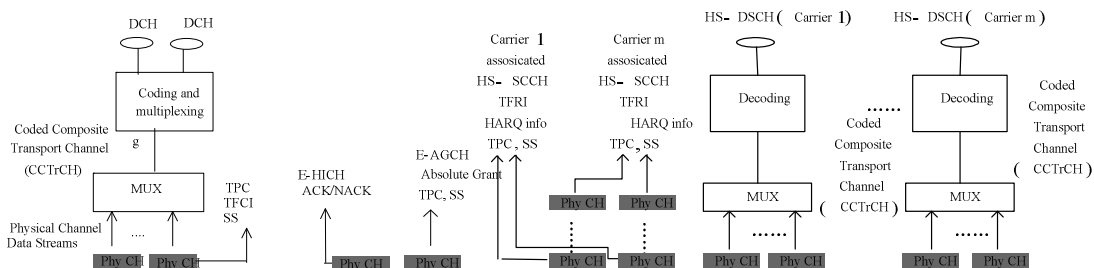 DCH DCH
Coding and
multiplexing
Coded Composite
Transport Channel
(CCTrCH)
g
MUX
Physical Channel
Data Streams
....
Phy CH Phy CH
TPC
TFCI
SS
E-HICH
ACK/NACK
Phy CH
E-AGCH
Absolute Grant
TPC, SS
Phy CH
Carrier 1
assosicated
HS- SCCH
TFRI
HARQ info
TPC, SS
Carrier m
assosicated
HS- SCCH
TFRI
HARQ info
TPC, SS
Phy CH Phy CH
Phy CH Phy CH
HS- DSCH( Carrier 1)
Decoding
Coded
Composite
Transport
Channel
( CCTrCH)
MUX
......
Phy CH Phy CH
......
HS- DSCH( Carrier m)
Decoding
Coded
Composite
Transport
Channel
( CCTrCH)
MUX
......
Phy CH Phy CH